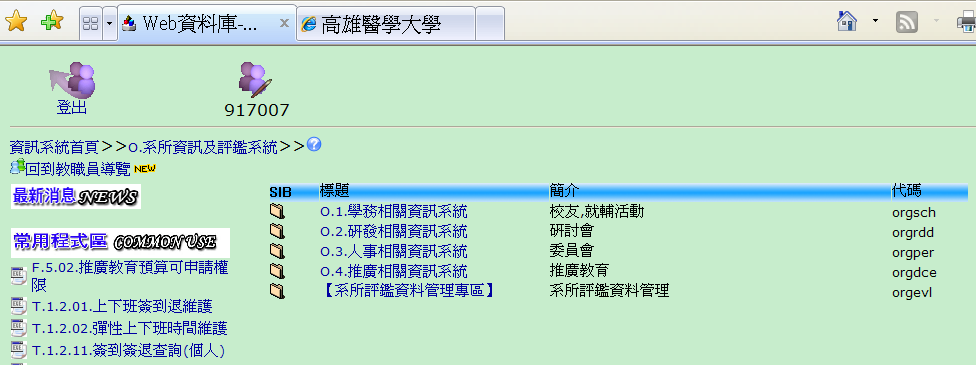 Web資料庫-...
高雄醫學大學
登出
917007
資訊系統首頁>>O.系所資訊及評鑑系統>>
回到教職員導覽 NEW
最新消息 NEWS
常用程式區 COMMON USE
F.5.02.推廣教育預算可申請權
限
T.1.2.01.上下班簽到退維護
T.1.2.02.彈性上下班時間維護
T.1.2.11.簽到簽退查詢(個人)
SIB 標題 簡介 代碼
O.1.學務相關資訊系統 校友,就輔活動 orgsch
O.2.研發相關資訊系統 研討會 orgrdd
O.3.人事相關資訊系統 委員會 orgper
O.4.推廣相關資訊系統 推廣教育 orgdce
【系所評鑑資料管理專區】 系所評鑑資料管理 orgevl